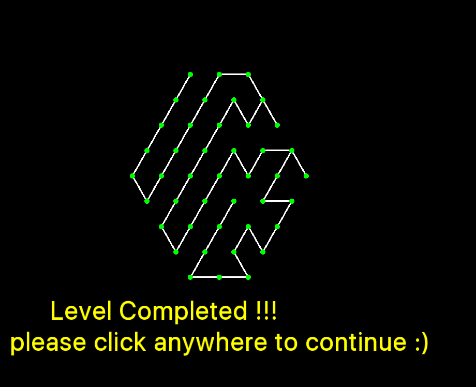 Level Completed !!!
please click anywhere to continue :)